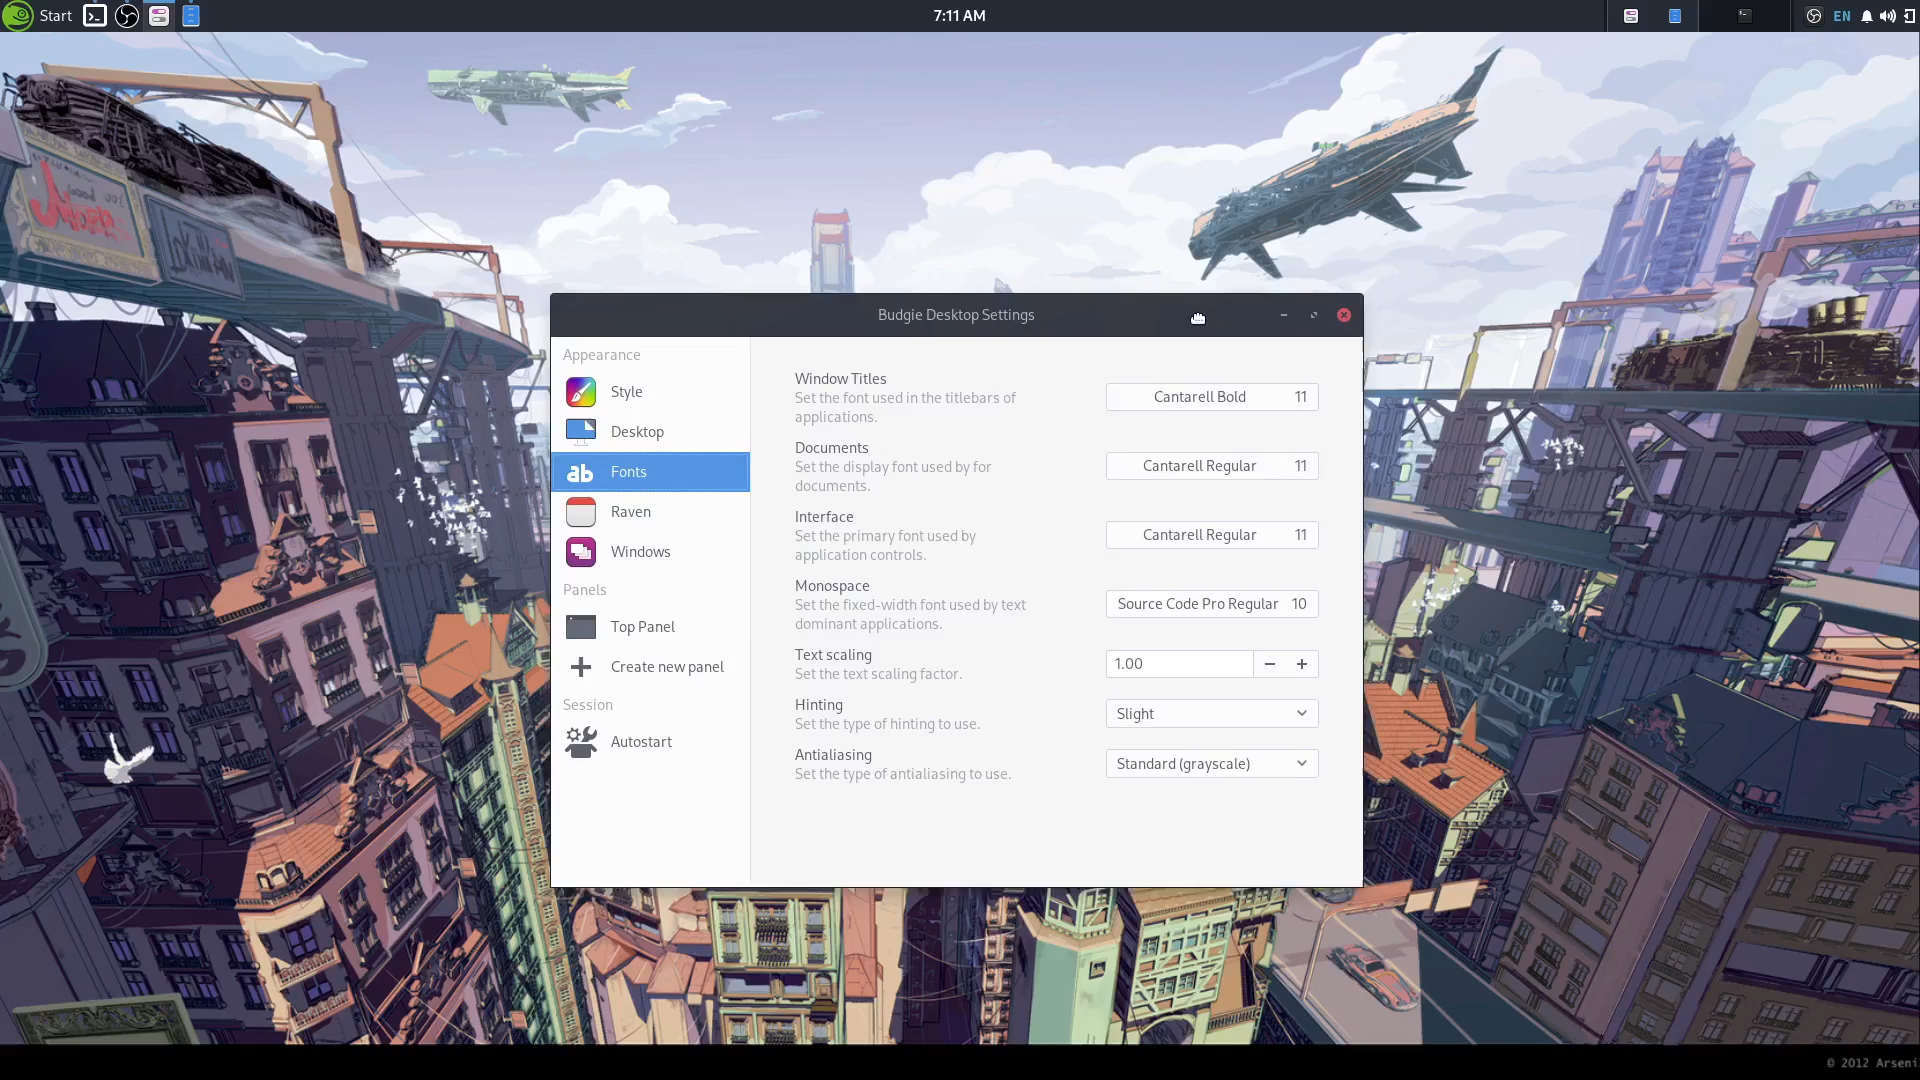 Start
7:11 AM
EN
Budgie Desktop Settings
Appearance
Style
Desktop
Fonts
Raven
Windows
Panels
Top Panel
Create new panel
Session
Autostart
Window Titles
Set the font used in the titlebars of
applications.
Cantarell Bold 11
Documents
Set the display font used by for
documents.
Cantarell Regular 11
Interface
Set the primary font used by
application controls.
Cantarell Regular 11
Monospace
Set the fixed-width font used by text
dominant applications.
Source Code Pro Regular 10
Text scaling
Set the text scaling factor.
1.00
Hinting
Set the type of hinting to use.
Slight
Antialiasing
Set the type of antialiasing to use.
Standard (grayscale)
© 2012 Arseni